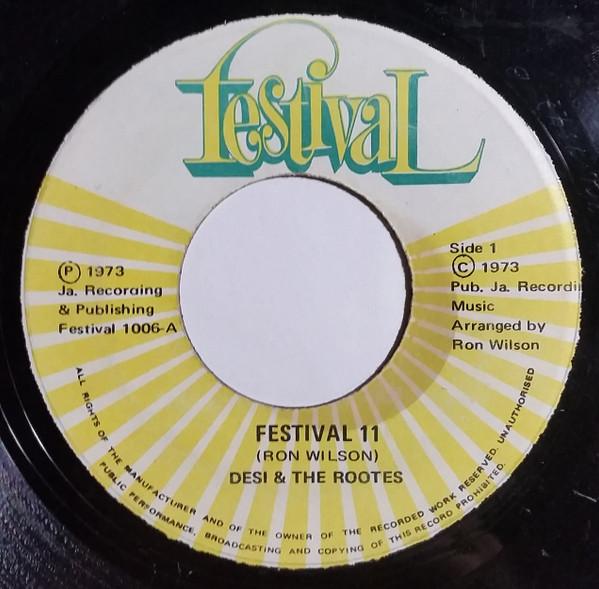 Festival
Ⓟ 1973
Ja. Recording
& Publishing
Festival 1006-A
Side 1
Ⓒ 1973
Pub. Ja. Recordi
Music
Arranged by
Ron Wilson
FESTIVAL 11
(RON WILSON)
DESI & THE ROOTES
ALL RIGHTS OF THE MANUFACTURER AND OF THE OWNER OF THE RECORDED WORK RESERVED. UNAUTHORISED
PUBLIC PERFORMANCE, BROADCASTING AND COPYING OF THIS RECORD PROHIBITED.